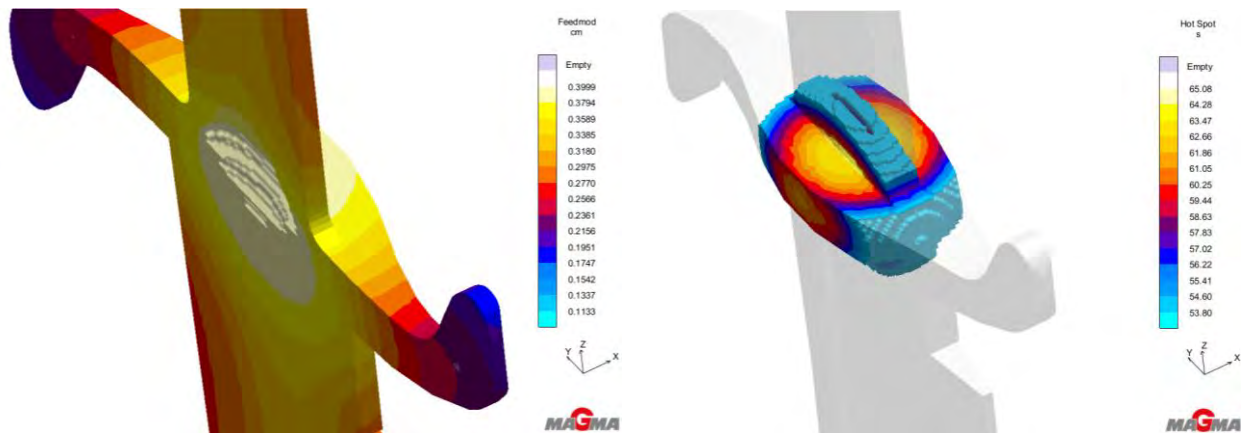 Feedmod
cm
Empty
0.3999
0.3794
0.3589
0.3385
0.3180
0.2975
0.2770
0.2566
0.2361
0.2156
0.1951
0.1747
0.1542
0.1337
0.1133
Z
Y
X
MAGMA
Hot Spot
s
Empty
65.08
64.28
63.47
62.66
61.86
61.05
60.25
59.44
58.63
57.83
57.02
56.22
55.41
54.60
53.80
Z
Y
X
MAGMA